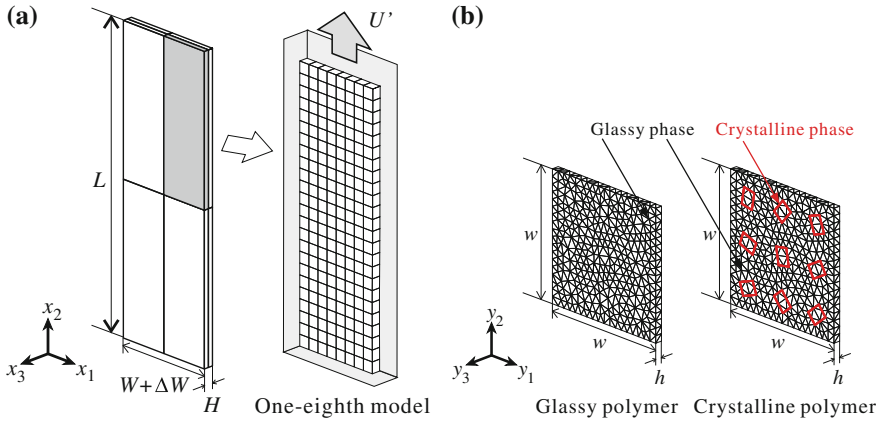 (a)
U’
L
x2
x3
x1
W+ΔW
H
One-eighth model
(b)
Glassy phase
Crystalline phase
w
w
y2
y3
y1
w
h
w
h
Glassy polymer
Crystalline polymer